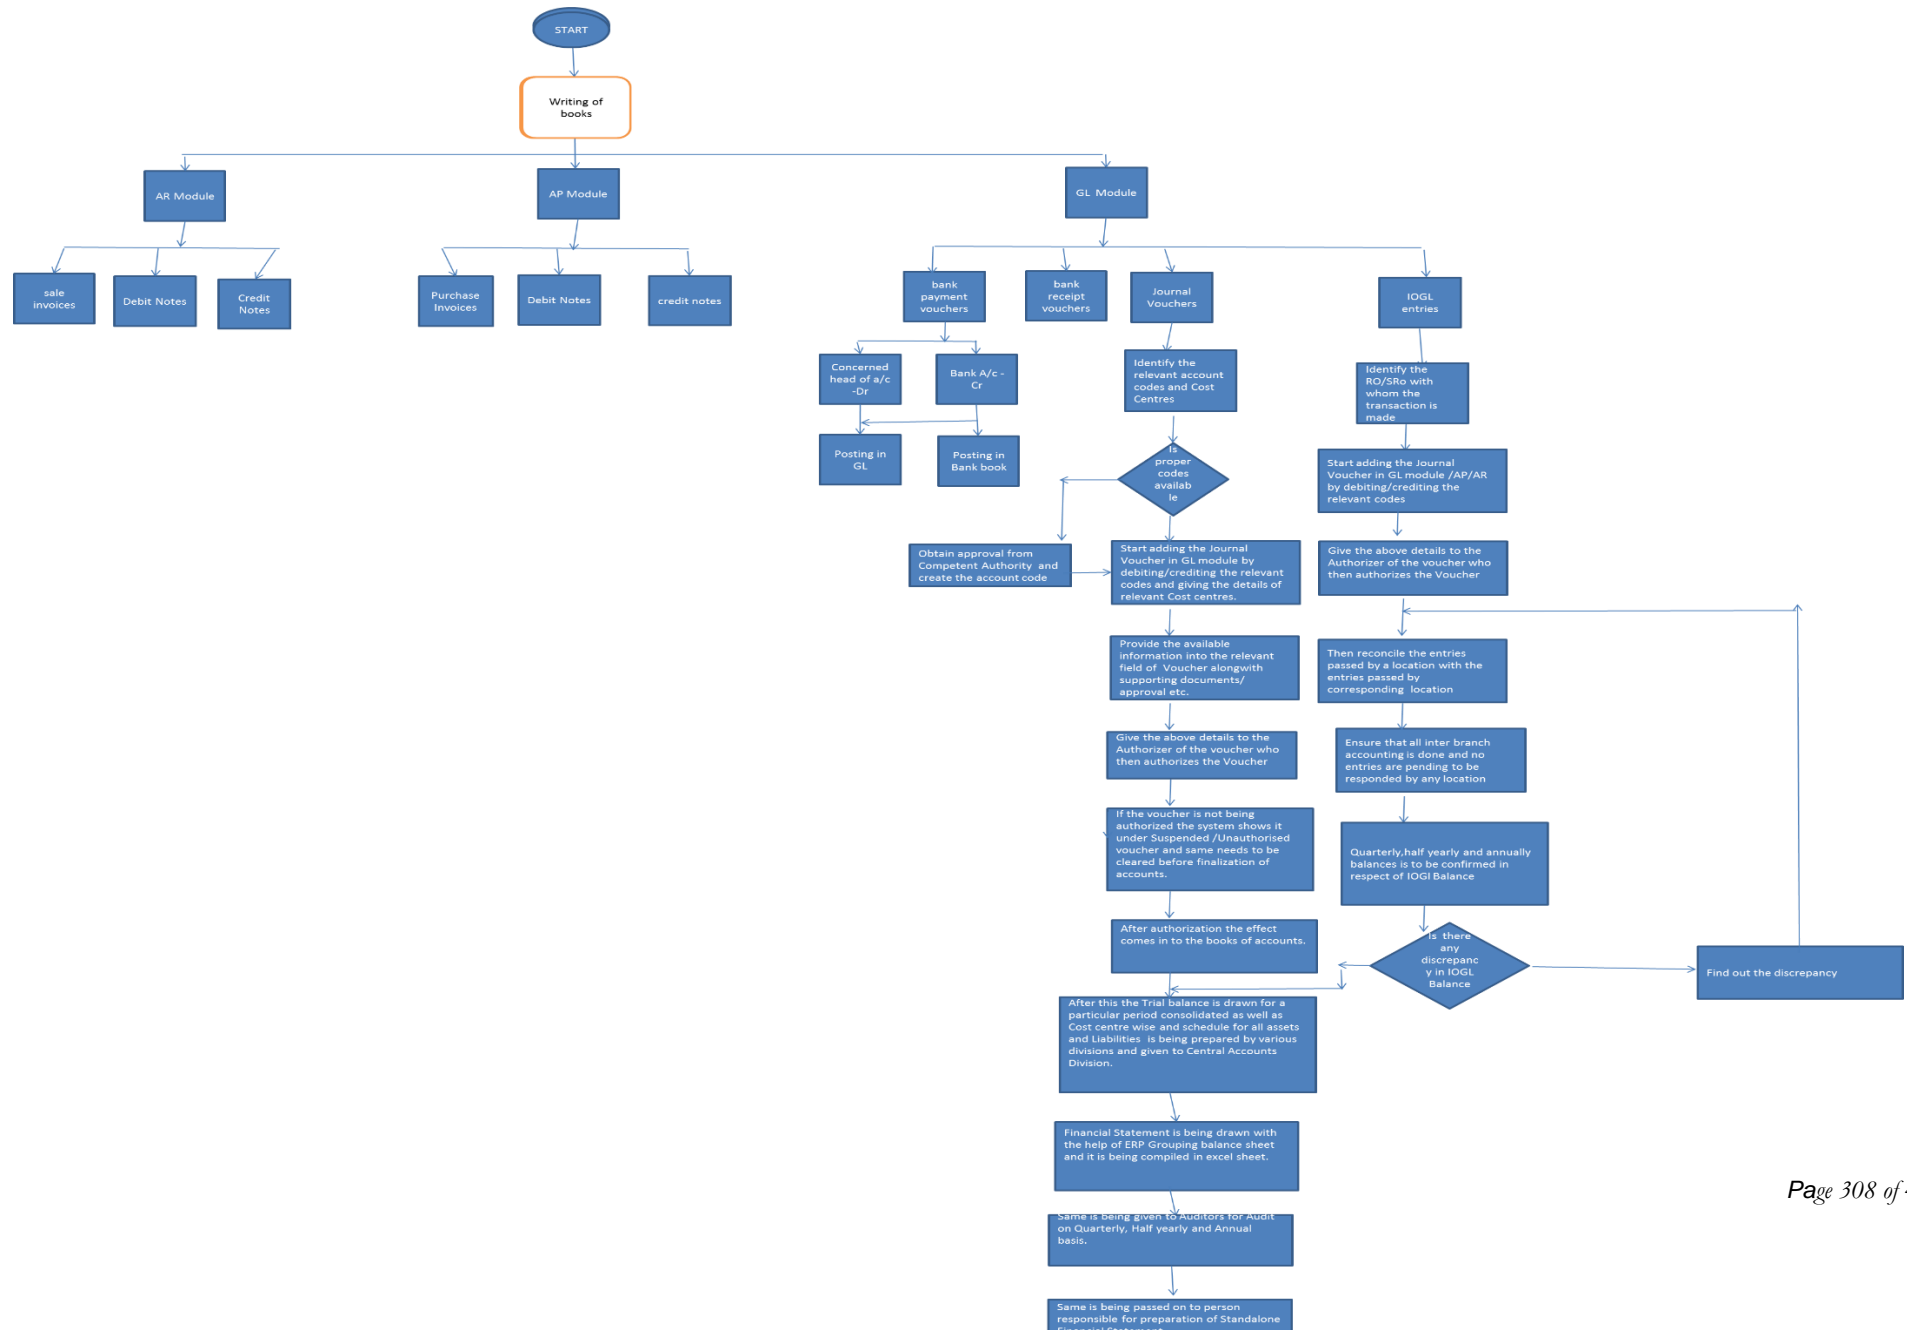 START
Writing of
books
AR Module
AP Module
GL Module
sale
invoices
Debit Notes
Credit
Notes
Purchase
Invoices
Debit Notes
credit notes
bank
payment
vouchers
bank
receipt
vouchers
Journal
Vouchers
IOGL
entries
Concerned
head of a/c
-Dr
Bank A/c -
Cr
Identify the
relevant account
codes and Cost
Centres
Identify the
RO/SRo with
whom the
transaction is
made
Posting in
GL
Posting in
Bank book
Is
proper
codes
availab
le
Start adding the Journal
Voucher in GL module /AP/AR
by debiting/crediting the
relevant codes
Obtain approval from
Competent Authority and
create the account code
Start adding the Journal
Voucher in GL module by
debiting/crediting the relevant
codes and giving the details of
relevant Cost centres.
Give the above details to the
Authorizer of the voucher who
then authorizes the Voucher
Provide the available
information into the relevant
field of Voucher alongwith
supporting documents/
approval etc.
Then reconcile the entries
passed by a location with the
entries passed by
corresponding location
Give the above details to the
Authorizer of the voucher who
then authorizes the Voucher
Ensure that all inter branch
accounting is done and no
entries are pending to be
responded by any location
If the voucher is not being
authorized the system shows it
under Suspended /Unauthorised
voucher and same needs to be
cleared before finalization of
accounts.
Quarterly,half yearly and annually
balances is to be confirmed in
respect of IOGl Balance
After authorization the effect
comes in to the books of accounts.
Is there
any
discrepanc
y in IOGL
Balance
Find out the discrepancy
After this the Trial balance is drawn for a
particular period consolidated as well as
Cost centre wise and schedule for all assets
and Liabilities is being prepared by various
divisions and given to Central Accounts
Division.
Financial Statement is being drawn with
the help of ERP Grouping balance sheet
and it is being compiled in excel sheet.
Page 308 of
Same is being given to Auditors for Audit
on Quarterly, Half yearly and Annual
basis.
Same is being passed on to person
responsible for preparation of Standalone
Financial Statement